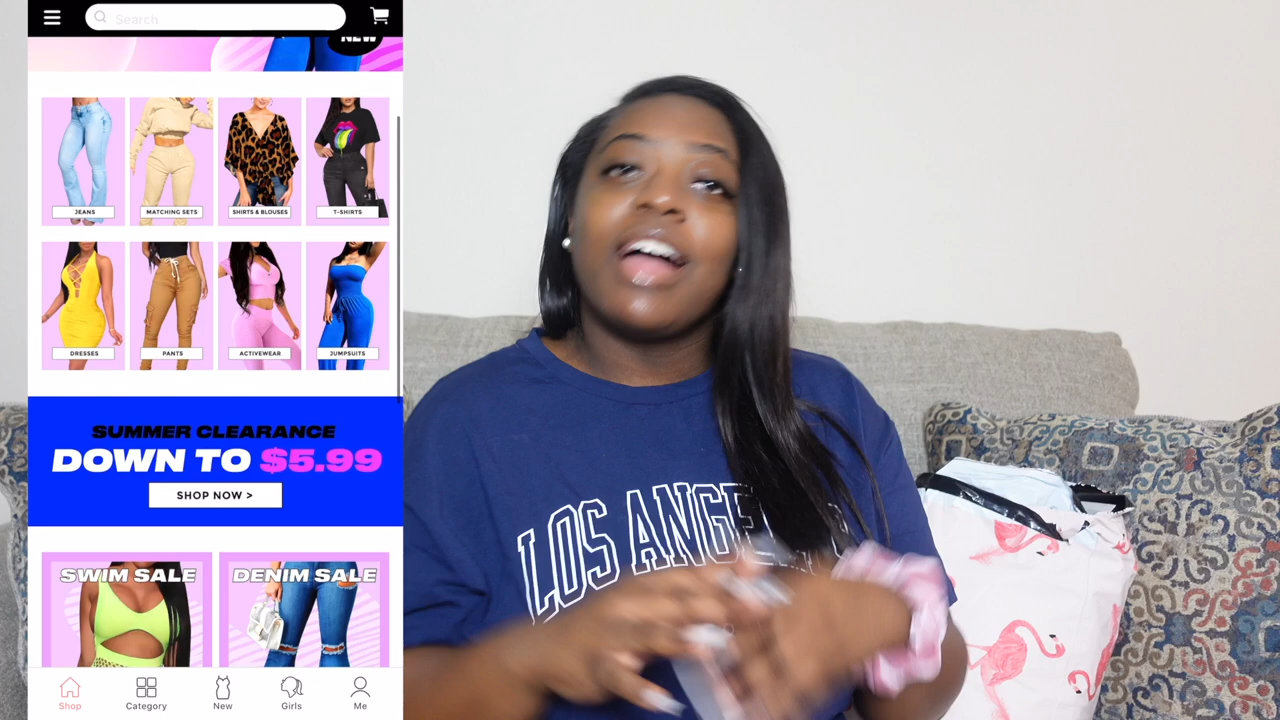 Search
NEW
JEANS
MATCHING SETS
SHIRTS & BLOUSES
T-SHIRTS
DRESSES
PANTS
ACTIVEWEAR
JUMPSUITS
SUMMER CLEARANCE
DOWN TO $5.99
SHOP NOW >
SWIM SALE
DENIM SALE
Shop
Category
New
Girls
Me
LOS ANGE